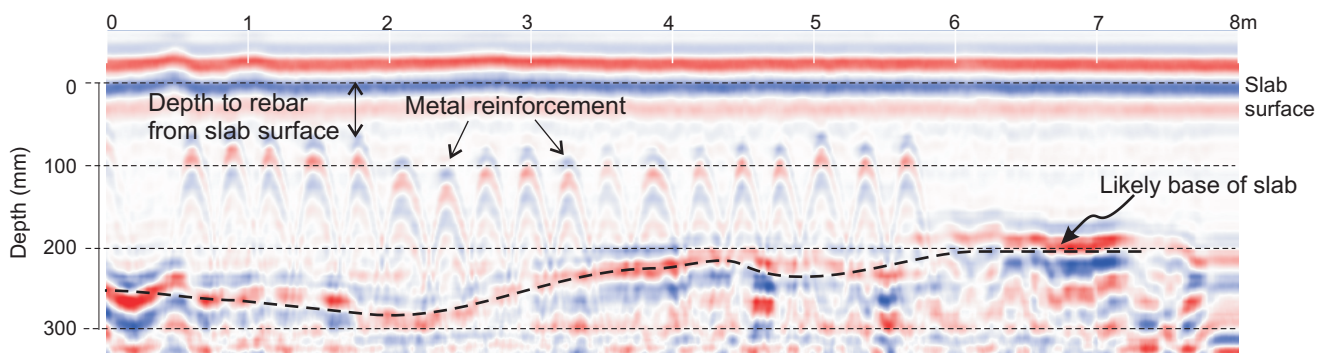 0 1 2 3 4 5 6 7 8m
0
Slab
surface
Depth to rebar
from slab surface
Metal reinforcement
100
Likely base of slab
Depth (mm)
200
300